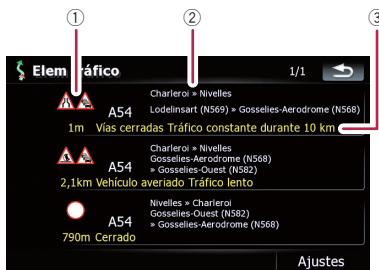 ① ② ③
Elem Tráfico 1/1
Charleroi » Nivelles
Lodelinsart (N569) » Gosselies-Aerodrome (N568)
A54
1m Vías cerradas Tráfico constante durante 10 km
Charleroi » Nivelles
Gosselies-Aerodrome (N568)
A54 » Gosselies-Ouest (N582)
2,1km Vehículo averiado Tráfico lento
Nivelles » Charleroi
Gosselies-Ouest (N582)
A54 » Gosselies-Aerodrome (N568)
790m Cerrado
Ajustes